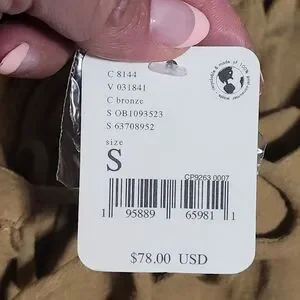 C 8144
V 031841
C bronze
S OB1093523
S 63708952
size
S
CP9263 0007
1 95889 65981 1
$78.00 USD